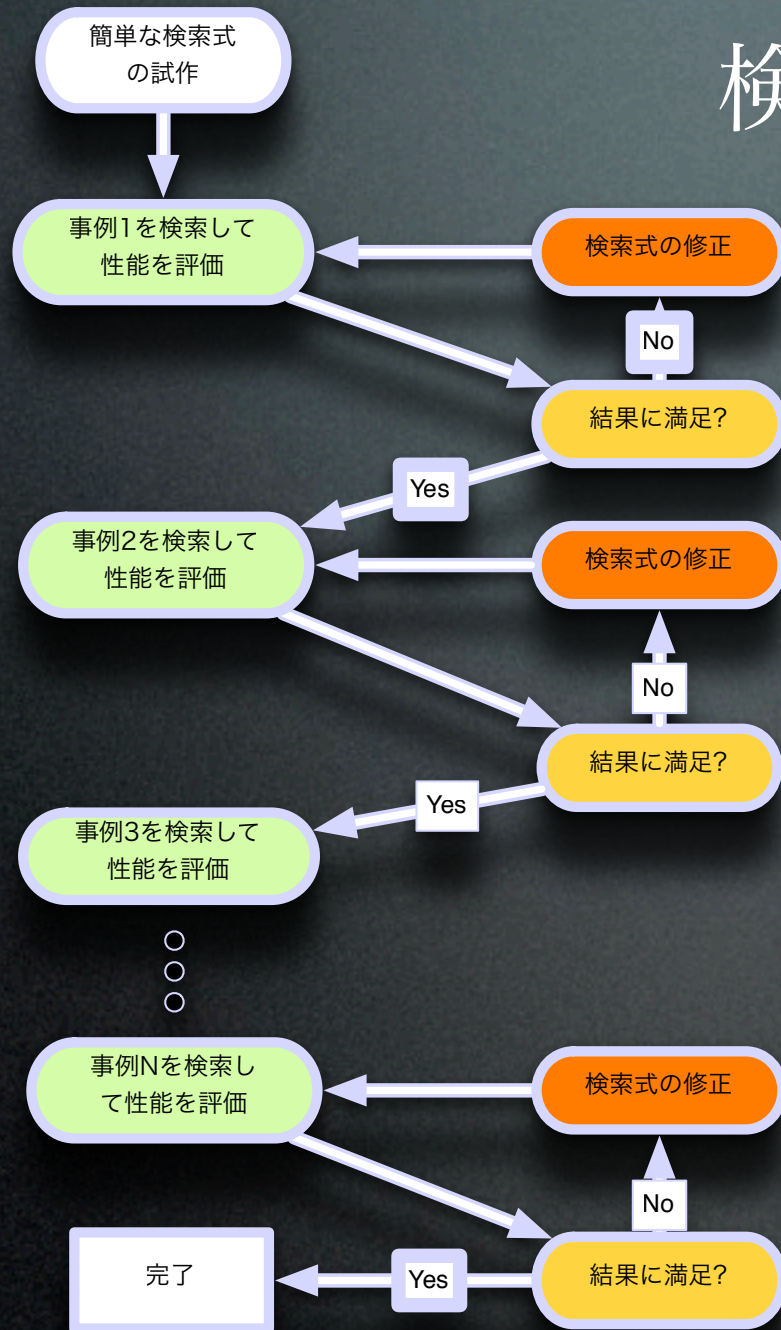 簡単な検索式
の試作
検
事例1を検索して
性能を評価
検索式の修正
No
結果に満足?
Yes
事例2を検索して
性能を評価
検索式の修正
No
結果に満足?
Yes
事例3を検索して
性能を評価
○
○
○
事例Nを検索し
て性能を評価
検索式の修正
No
結果に満足?
Yes
完了